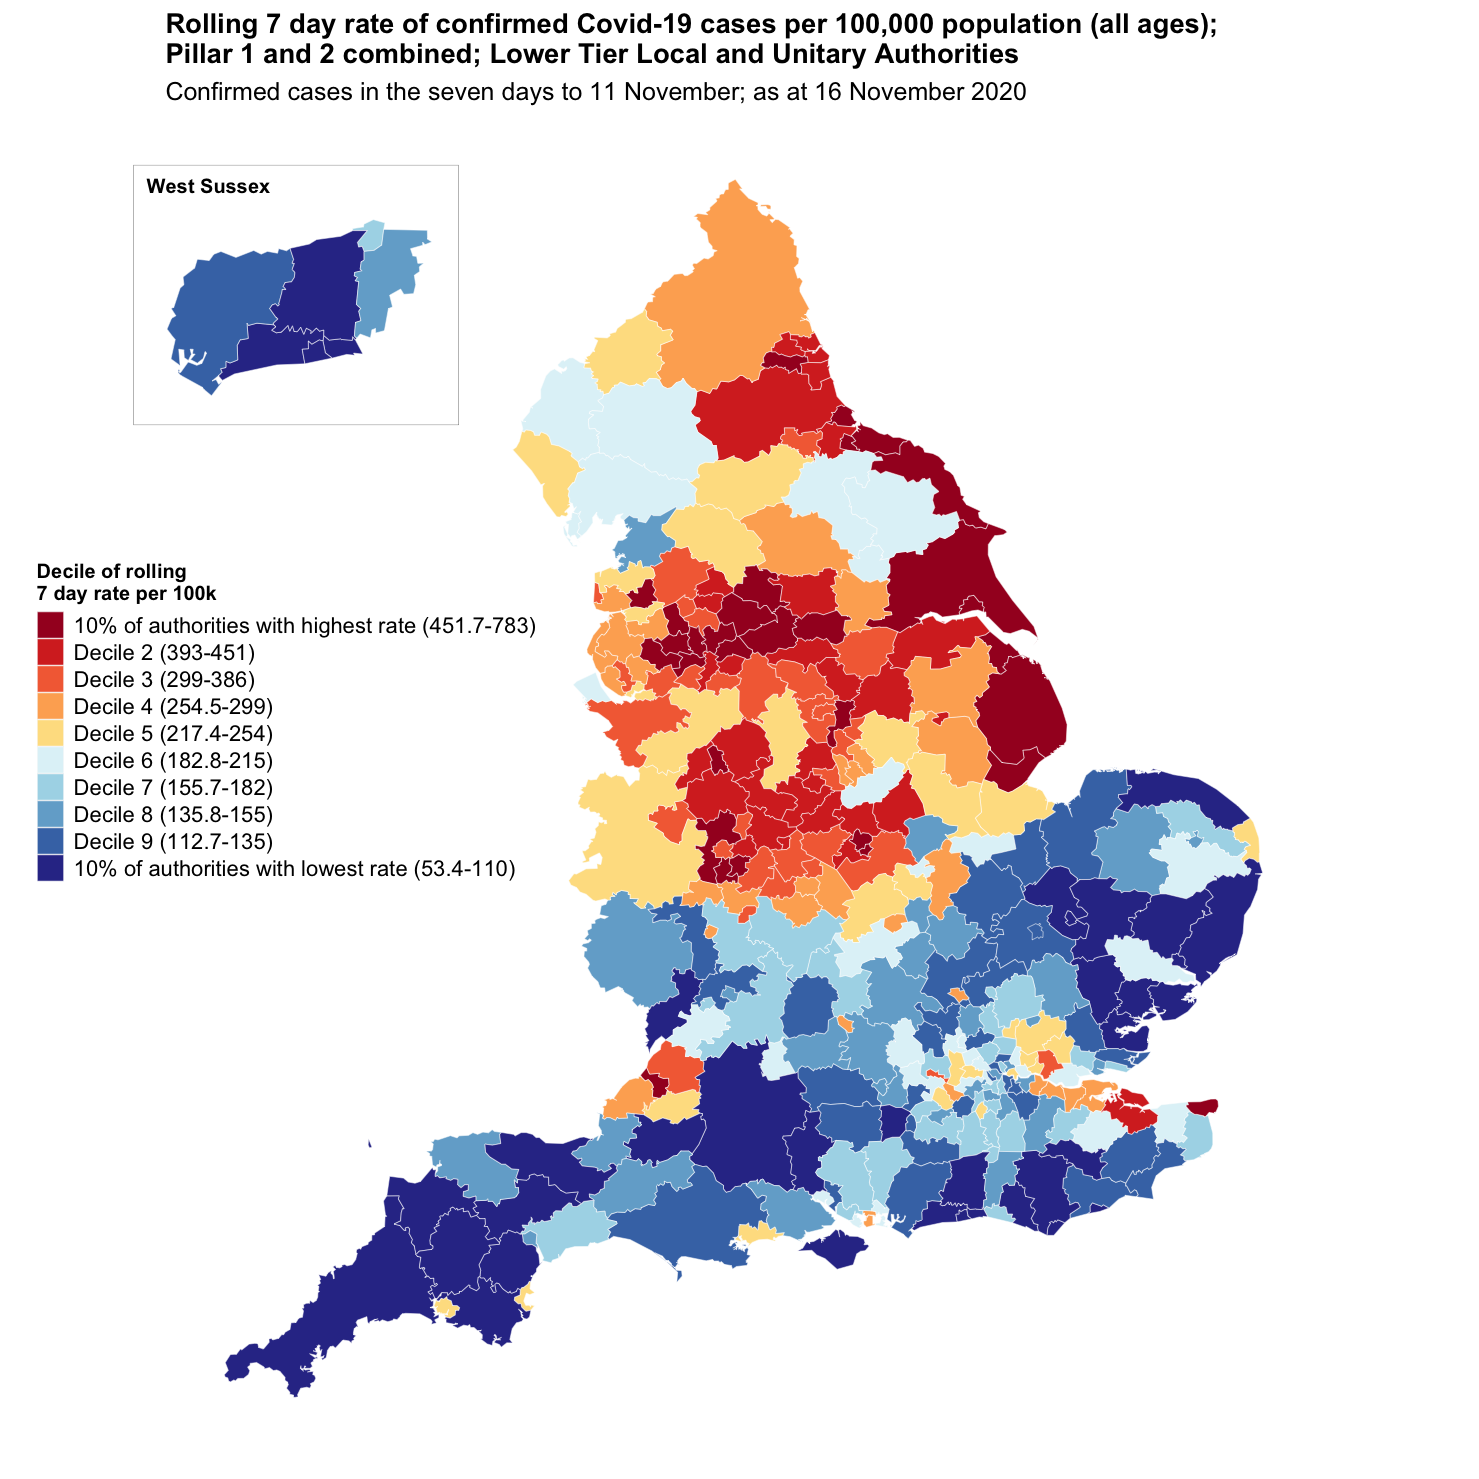 Rolling 7 day rate of confirmed Covid-19 cases per 100,000 population (all ages);
Pillar 1 and 2 combined; Lower Tier Local and Unitary Authorities
Confirmed cases in the seven days to 11 November; as at 16 November 2020
West Sussex
Decile of rolling
7 day rate per 100k
10% of authorities with highest rate (451.7-783)
Decile 2 (393-451)
Decile 3 (299-386)
Decile 4 (254.5-299)
Decile 5 (217.4-254)
Decile 6 (182.8-215)
Decile 7 (155.7-182)
Decile 8 (135.8-155)
Decile 9 (112.7-135)
10% of authorities with lowest rate (53.4-110)